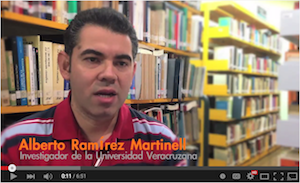 Alberto Ramírez Martinell
Investigador de la Universidad Veracruzana
0:11 / 6:51